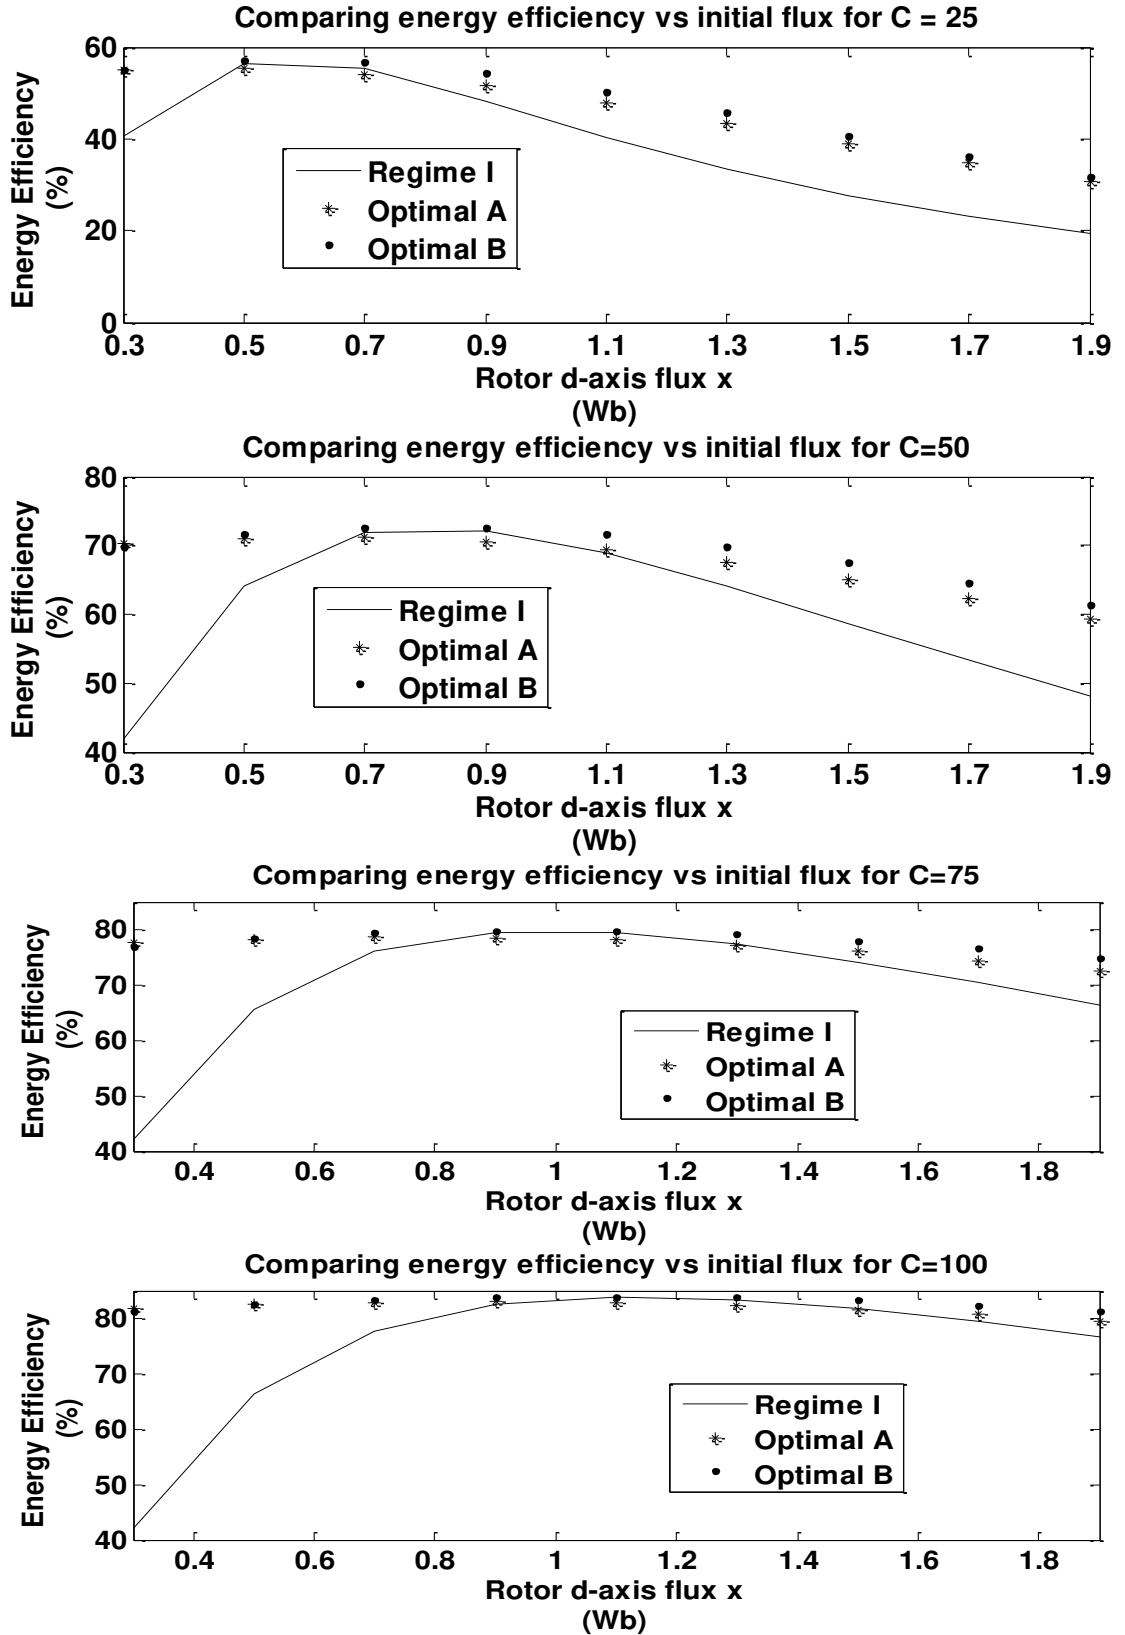 Comparing energy efficiency vs initial flux for C = 25
Energy Efficiency
(%)
60
40
20
0
Regime I
Optimal A
Optimal B
0.3 0.5 0.7 0.9 1.1 1.3 1.5 1.7 1.9
Rotor d-axis flux x
(Wb)
Comparing energy efficiency vs initial flux for C=50
Energy Efficiency
(%)
80
70
60
50
40
Regime I
Optimal A
Optimal B
0.3 0.5 0.7 0.9 1.1 1.3 1.5 1.7 1.9
Rotor d-axis flux x
(Wb)
Comparing energy efficiency vs initial flux for C=75
Energy Efficiency
(%)
80
70
60
50
40
Regime I
Optimal A
Optimal B
0.4 0.6 0.8 1 1.2 1.4 1.6 1.8
Rotor d-axis flux x
(Wb)
Comparing energy efficiency vs initial flux for C=100
Energy Efficiency
(%)
80
70
60
50
40
Regime I
Optimal A
Optimal B
0.4 0.6 0.8 1 1.2 1.4 1.6 1.8
Rotor d-axis flux x
(Wb)